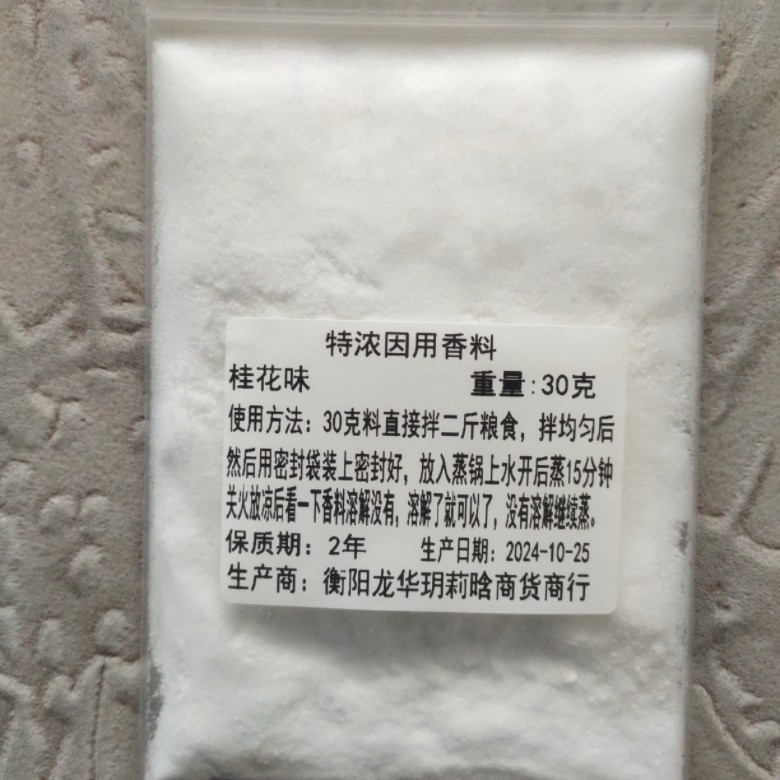 特浓因用香料
桂花味 重量:30克
使用方法：30克料直接拌二斤粮食，拌均匀后
然后用密封袋装上密封好，放入蒸锅上水开后蒸15分钟
关火放凉后看一下香料溶解没有，溶解了就可以了，没有溶解继续蒸。
保质期：2年 生产日期：2024-10-25
生产商：衡阳龙华玥莉晗商货商行